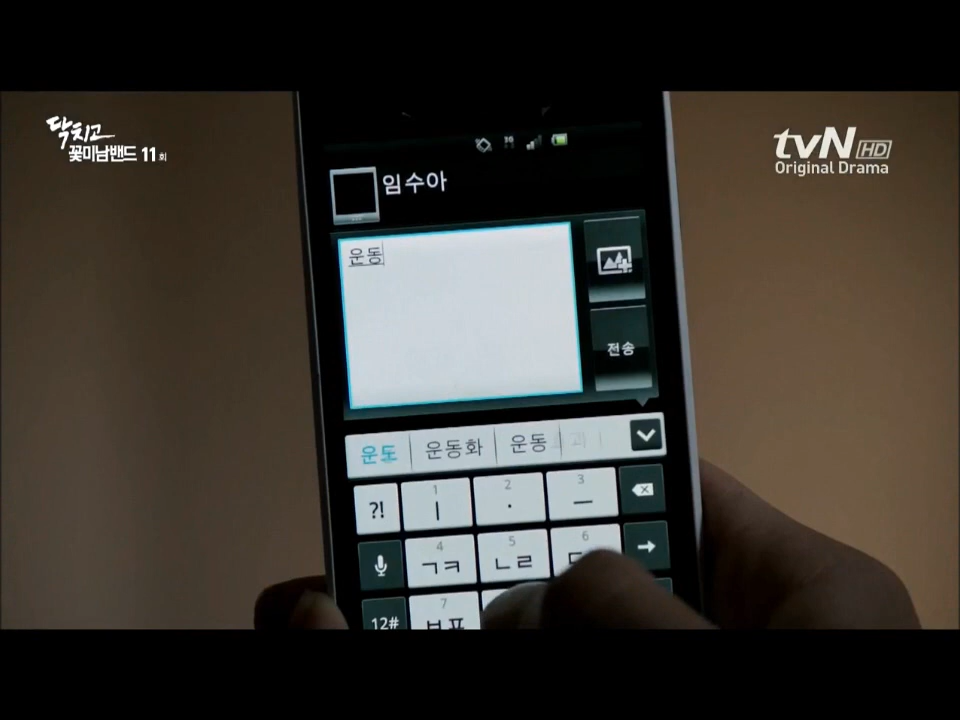 닥치고
꽃미남밴드 11회
tvN HD
Original Drama
3G
임수아
운동
전송
운도 운동화 운동
?! 1 ㅣ 2 · 3 ㅡ
4 ㄱㅋ 5 ㄴㄹ 6
12# 7 ㅂㅍ